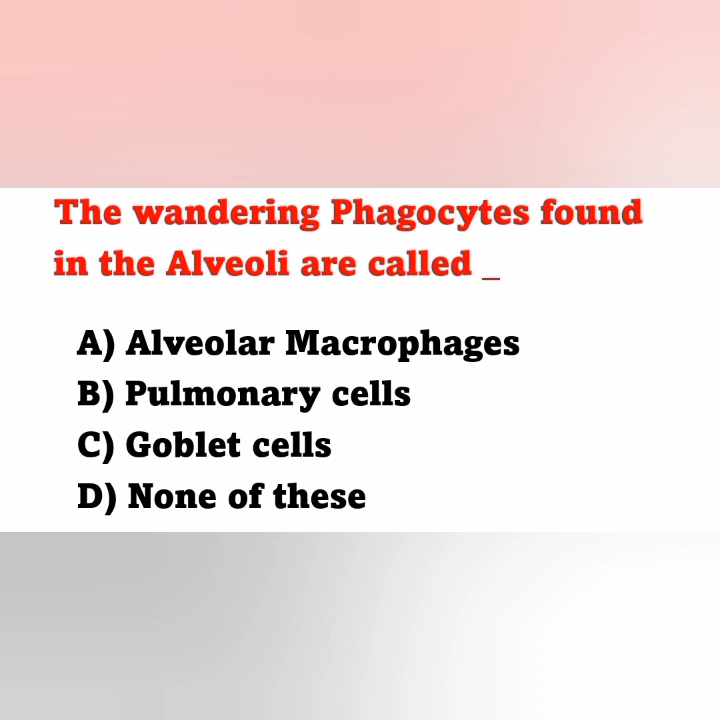 The wandering Phagocytes found
in the Alveoli are called _
A) Alveolar Macrophages
B) Pulmonary cells
C) Goblet cells
D) None of these